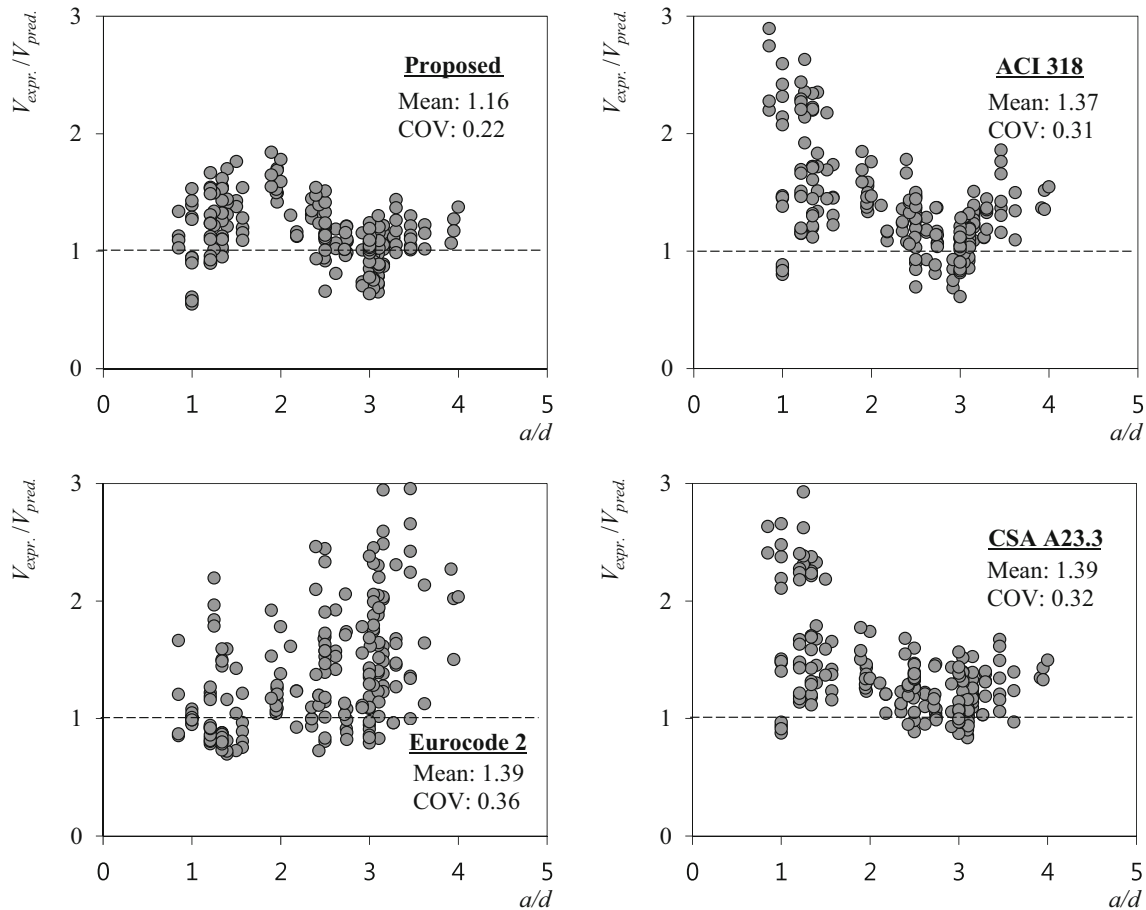 V_expr. /V_pred.
3
2
1
0
Proposed
Mean: 1.16
COV: 0.22
0 1 2 3 4 5
a/d
V_expr. /V_pred.
3
2
1
0
ACI 318
Mean: 1.37
COV: 0.31
0 1 2 3 4 5
a/d
V_expr. /V_pred.
3
2
1
0
Eurocode 2
Mean: 1.39
COV: 0.36
0 1 2 3 4 5
a/d
V_expr. /V_pred.
3
2
1
0
CSA A23.3
Mean: 1.39
COV: 0.32
0 1 2 3 4 5
a/d